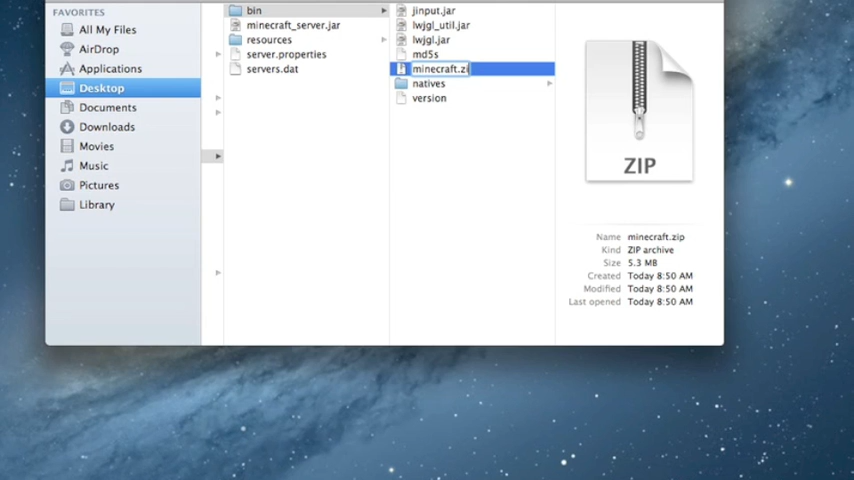 FAVORITES
All My Files
AirDrop
Applications
Desktop
Documents
Downloads
Movies
Music
Pictures
Library
bin
minecraft_server.jar
resources
server.properties
servers.dat
jinput.jar
lwjgl_util.jar
lwjgl.jar
md5s
minecraft.zi
natives
version
ZIP
Name minecraft.zip
Kind ZIP archive
Size 5.3 MB
Created Today 8:50 AM
Modified Today 8:50 AM
Last opened Today 8:50 AM